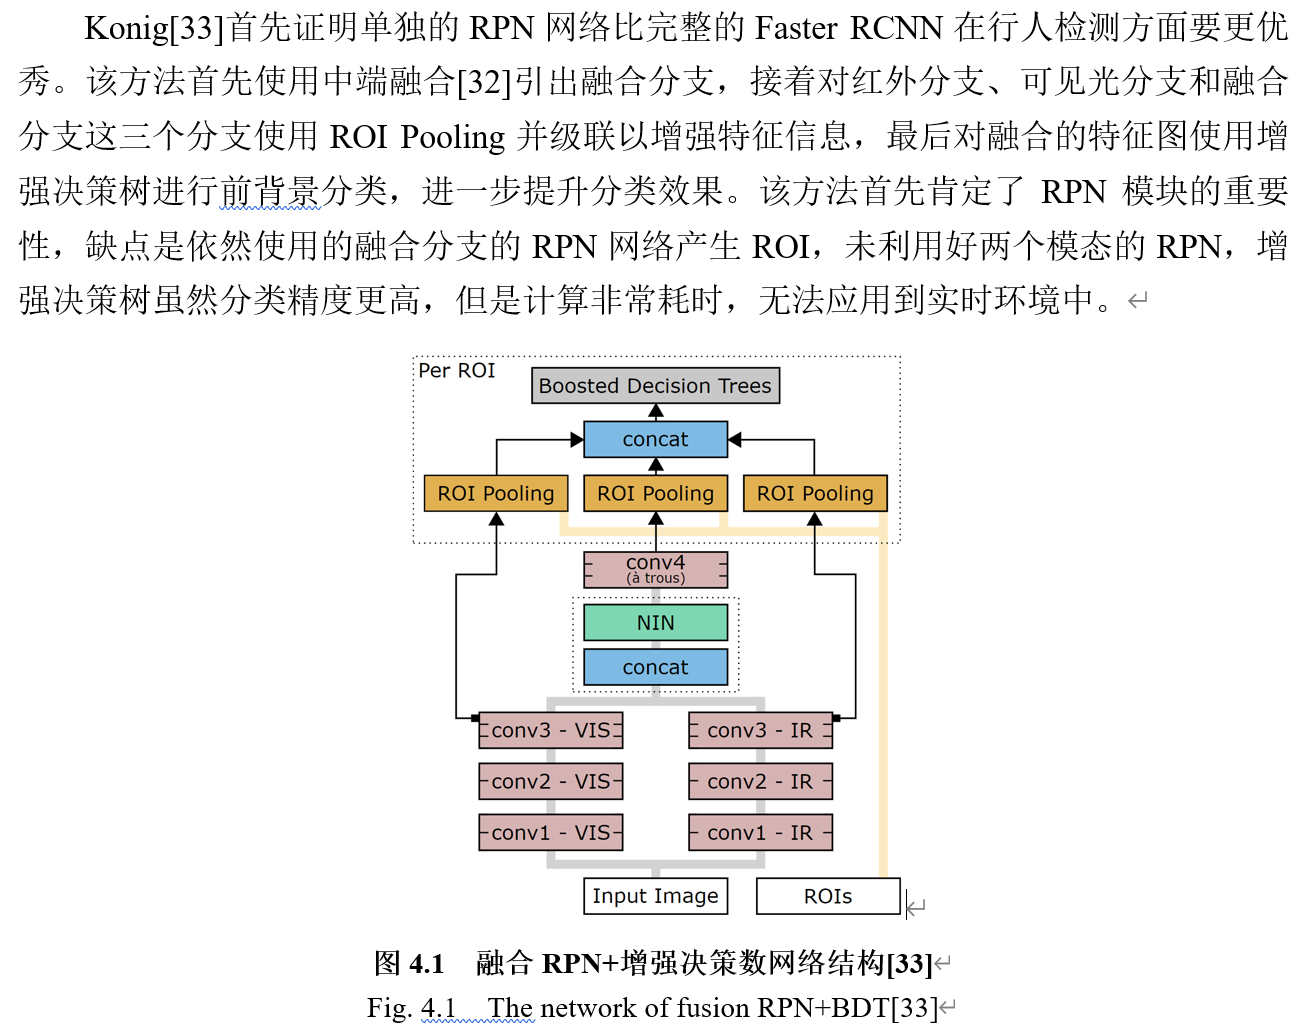 Konig[33]首先证明单独的 RPN 网络比完整的 Faster RCNN 在行人检测方面要更优
秀。该方法首先使用中端融合[32]引出融合分支，接着对红外分支、可见光分支和融合
分支这三个分支使用 ROI Pooling 并级联以增强特征信息，最后对融合的特征图使用增
强决策树进行前背景分类，进一步提升分类效果。该方法首先肯定了 RPN 模块的重要
性，缺点是依然使用的融合分支的 RPN 网络产生 ROI，未利用好两个模态的 RPN，增
强决策树虽然分类精度更高，但是计算非常耗时，无法应用到实时环境中。
Per ROI
Boosted Decision Trees
concat
ROI Pooling ROI Pooling ROI Pooling
conv4
(à trous)
NIN
concat
conv3 - VIS conv3 - IR
conv2 - VIS conv2 - IR
conv1 - VIS conv1 - IR
Input Image ROIs
图 4.1 融合 RPN+增强决策数网络结构[33]
Fig. 4.1 The network of fusion RPN+BDT[33]